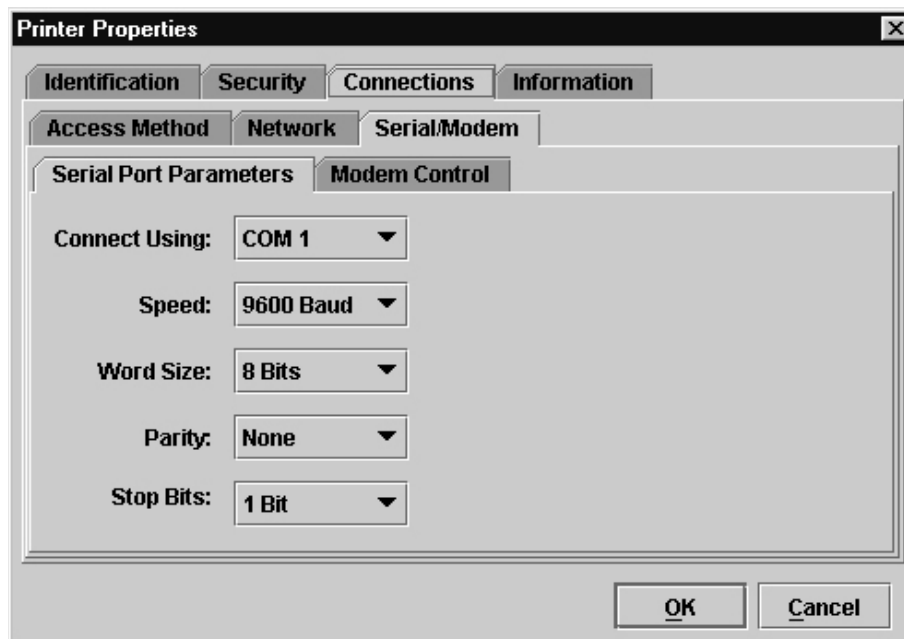 Printer Properties
Identification Security Connections Information
Access Method Network Serial/Modem
Serial Port Parameters Modem Control
Connect Using: COM 1
Speed: 9600 Baud
Word Size: 8 Bits
Parity: None
Stop Bits: 1 Bit
OK Cancel